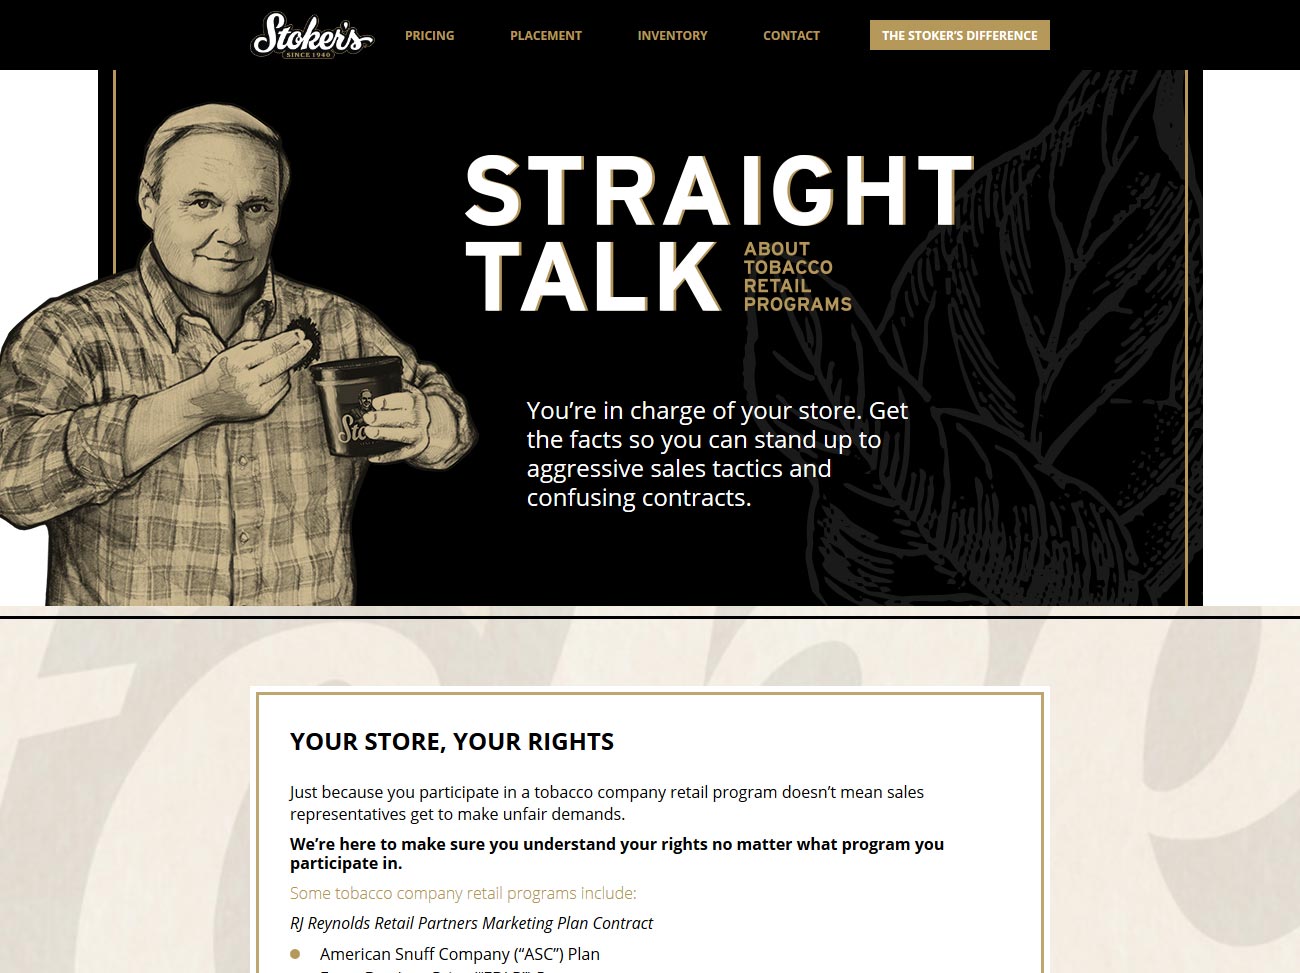 Stoker's
SINCE 1940
PRICING
PLACEMENT
INVENTORY
CONTACT
THE STOKER’S DIFFERENCE
STRAIGHT
TALK
ABOUT
TOBACCO
RETAIL
PROGRAMS
You’re in charge of your store. Get
the facts so you can stand up to
aggressive sales tactics and
confusing contracts.
YOUR STORE, YOUR RIGHTS
Just because you participate in a tobacco company retail program doesn’t mean sales
representatives get to make unfair demands.
We’re here to make sure you understand your rights no matter what program you
participate in.
Some tobacco company retail programs include:
RJ Reynolds Retail Partners Marketing Plan Contract
American Snuff Company (“ASC”) Plan